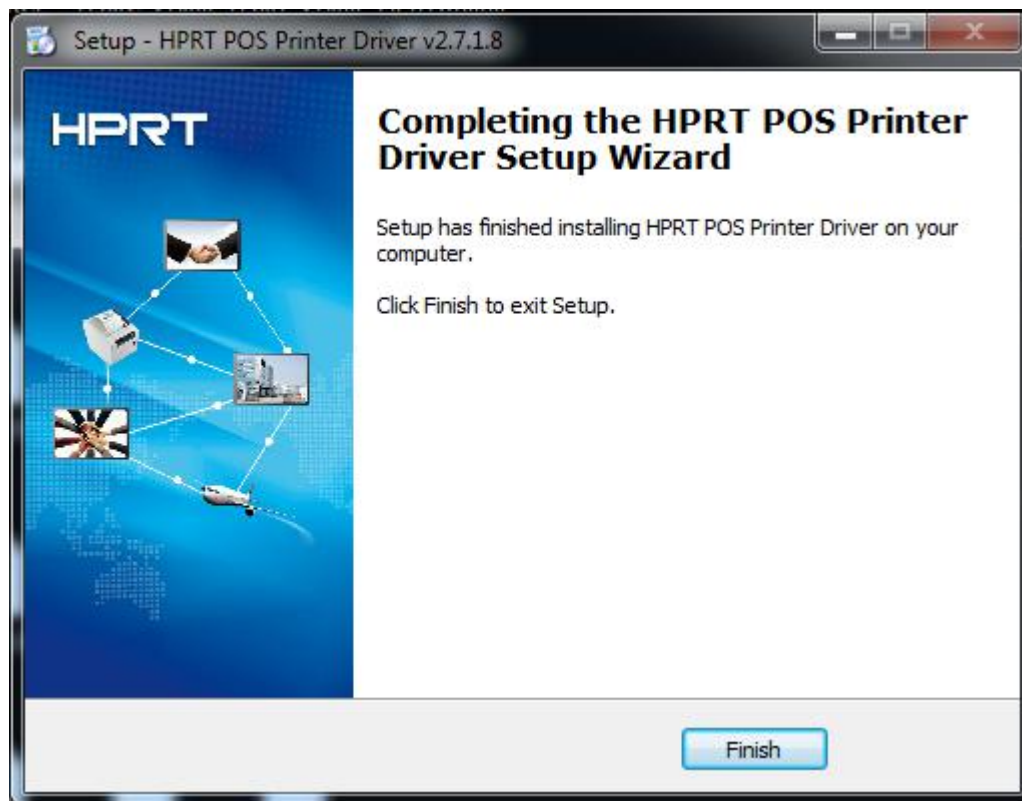 Setup - HPRT POS Printer Driver v2.7.1.8
HPRT
Completing the HPRT POS Printer
Driver Setup Wizard
Setup has finished installing HPRT POS Printer Driver on your
computer.
Click Finish to exit Setup.
Finish